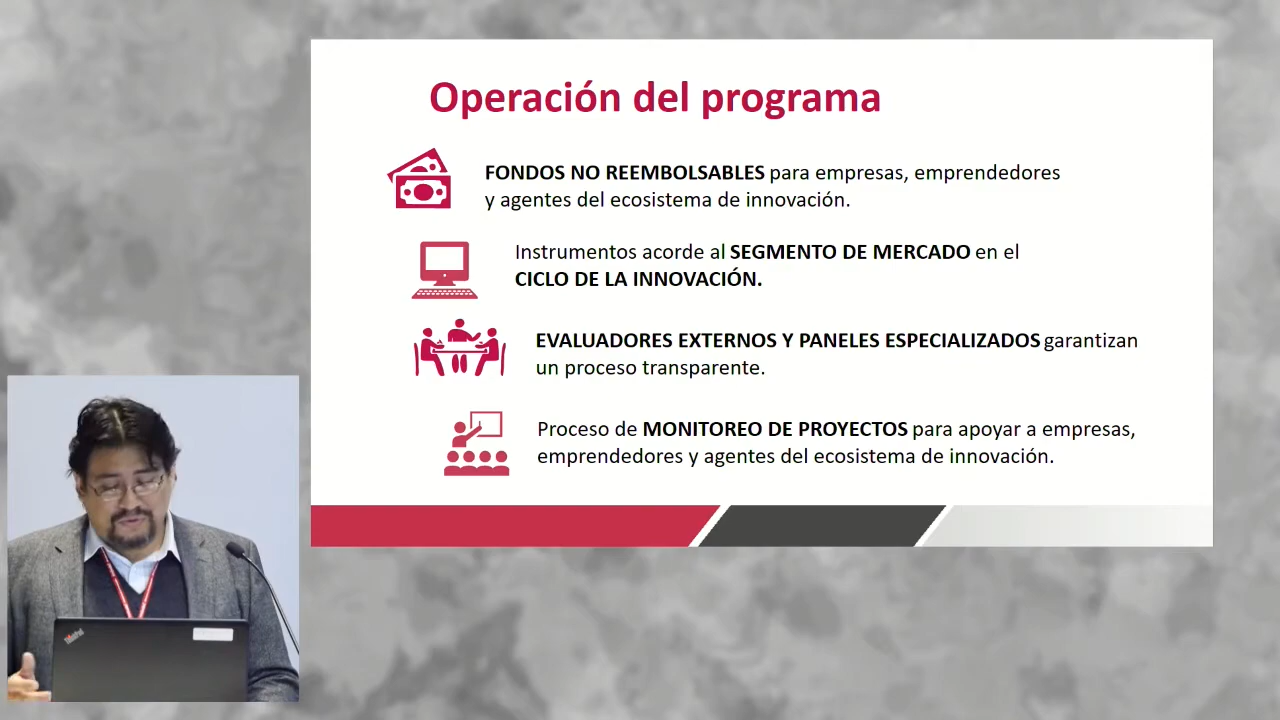 Operación del programa
FONDOS NO REEMBOLSABLES para empresas, emprendedores
y agentes del ecosistema de innovación.
Instrumentos acorde al SEGMENTO DE MERCADO en el
CICLO DE LA INNOVACIÓN.
EVALUADORES EXTERNOS Y PANELES ESPECIALIZADOS garantizan
un proceso transparente.
Proceso de MONITOREO DE PROYECTOS para apoyar a empresas,
emprendedores y agentes del ecosistema de innovación.
ThinkPad